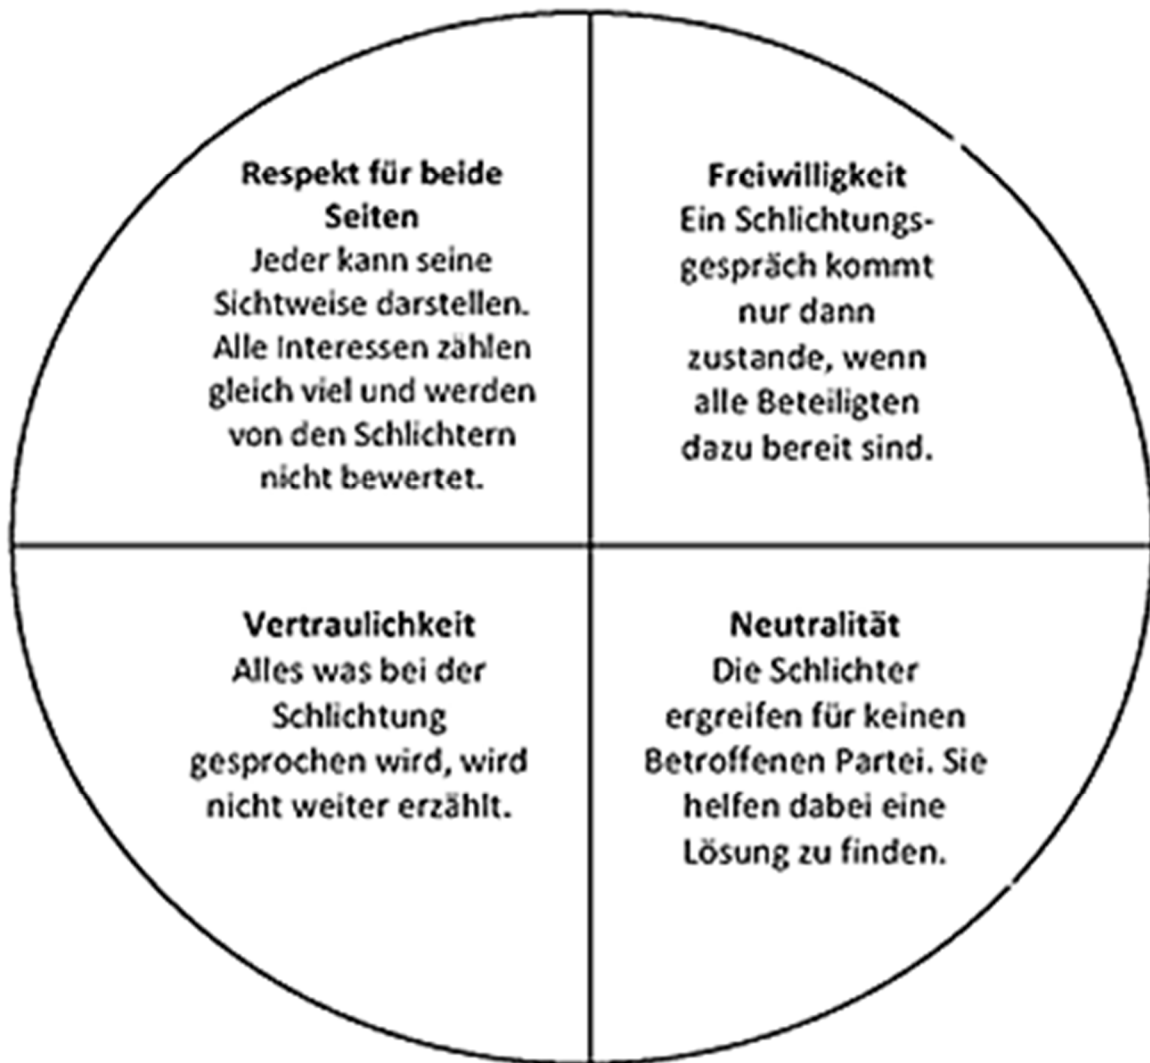 Respekt für beide
Seiten
Jeder kann seine
Sichtweise darstellen.
Alle Interessen zählen
gleich viel und werden
von den Schlichtern
nicht bewertet.
Freiwilligkeit
Ein Schlichtungs-
gespräch kommt
nur dann
zustande, wenn
alle Beteiligten
dazu bereit sind.
Vertraulichkeit
Alles was bei der
Schlichtung
gesprochen wird, wird
nicht weiter erzählt.
Neutralität
Die Schlichter
ergreifen für keinen
Betroffenen Partei. Sie
helfen dabei eine
Lösung zu finden.